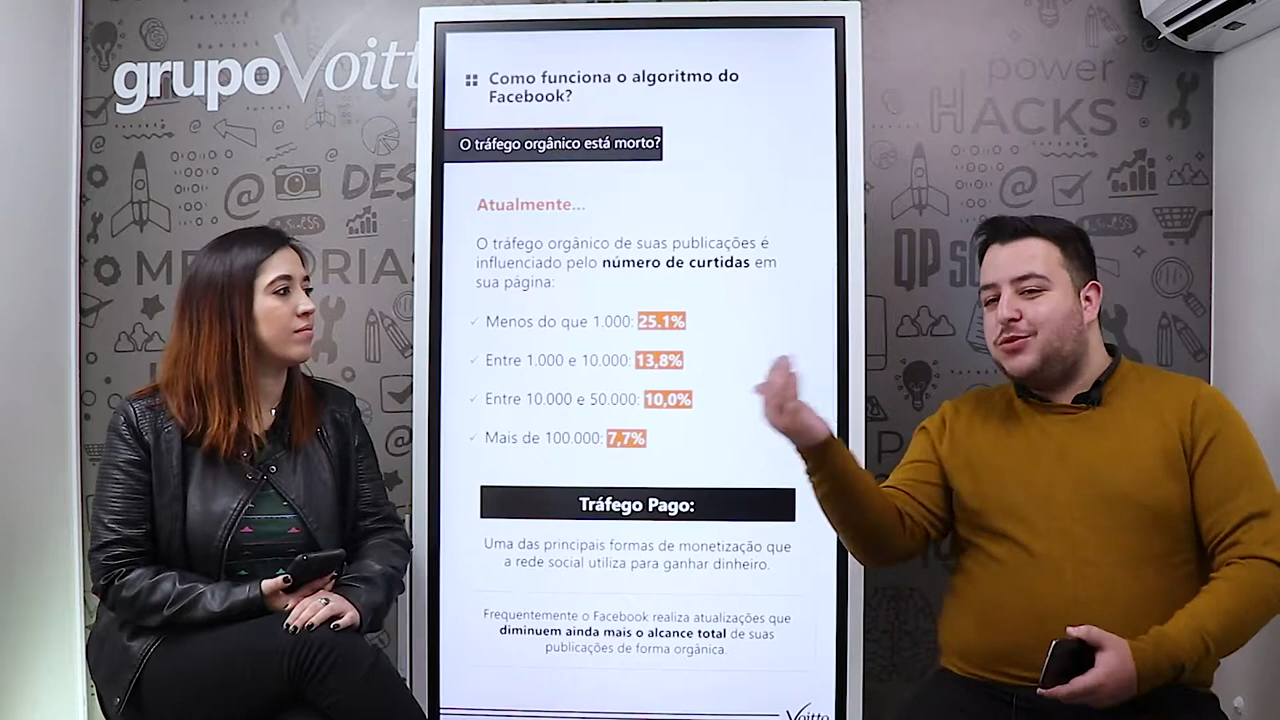 grupoVoitt
power
HACKS
DES
MEMORIAS
QP
Como funciona o algoritmo do
Facebook?
O tráfego orgânico está morto?
Atualmente...
O tráfego orgânico de suas publicações é
influenciado pelo número de curtidas em
sua página:
✓ Menos do que 1.000: 25.1%
✓ Entre 1.000 e 10.000: 13,8%
✓ Entre 10.000 e 50.000: 10,0%
✓ Mais de 100.000: 7,7%
Tráfego Pago:
Uma das principais formas de monetização que
a rede social utiliza para ganhar dinheiro.
Frequentemente o Facebook realiza atualizações que
diminuem ainda mais o alcance total de suas
publicações de forma orgânica.
Voitto